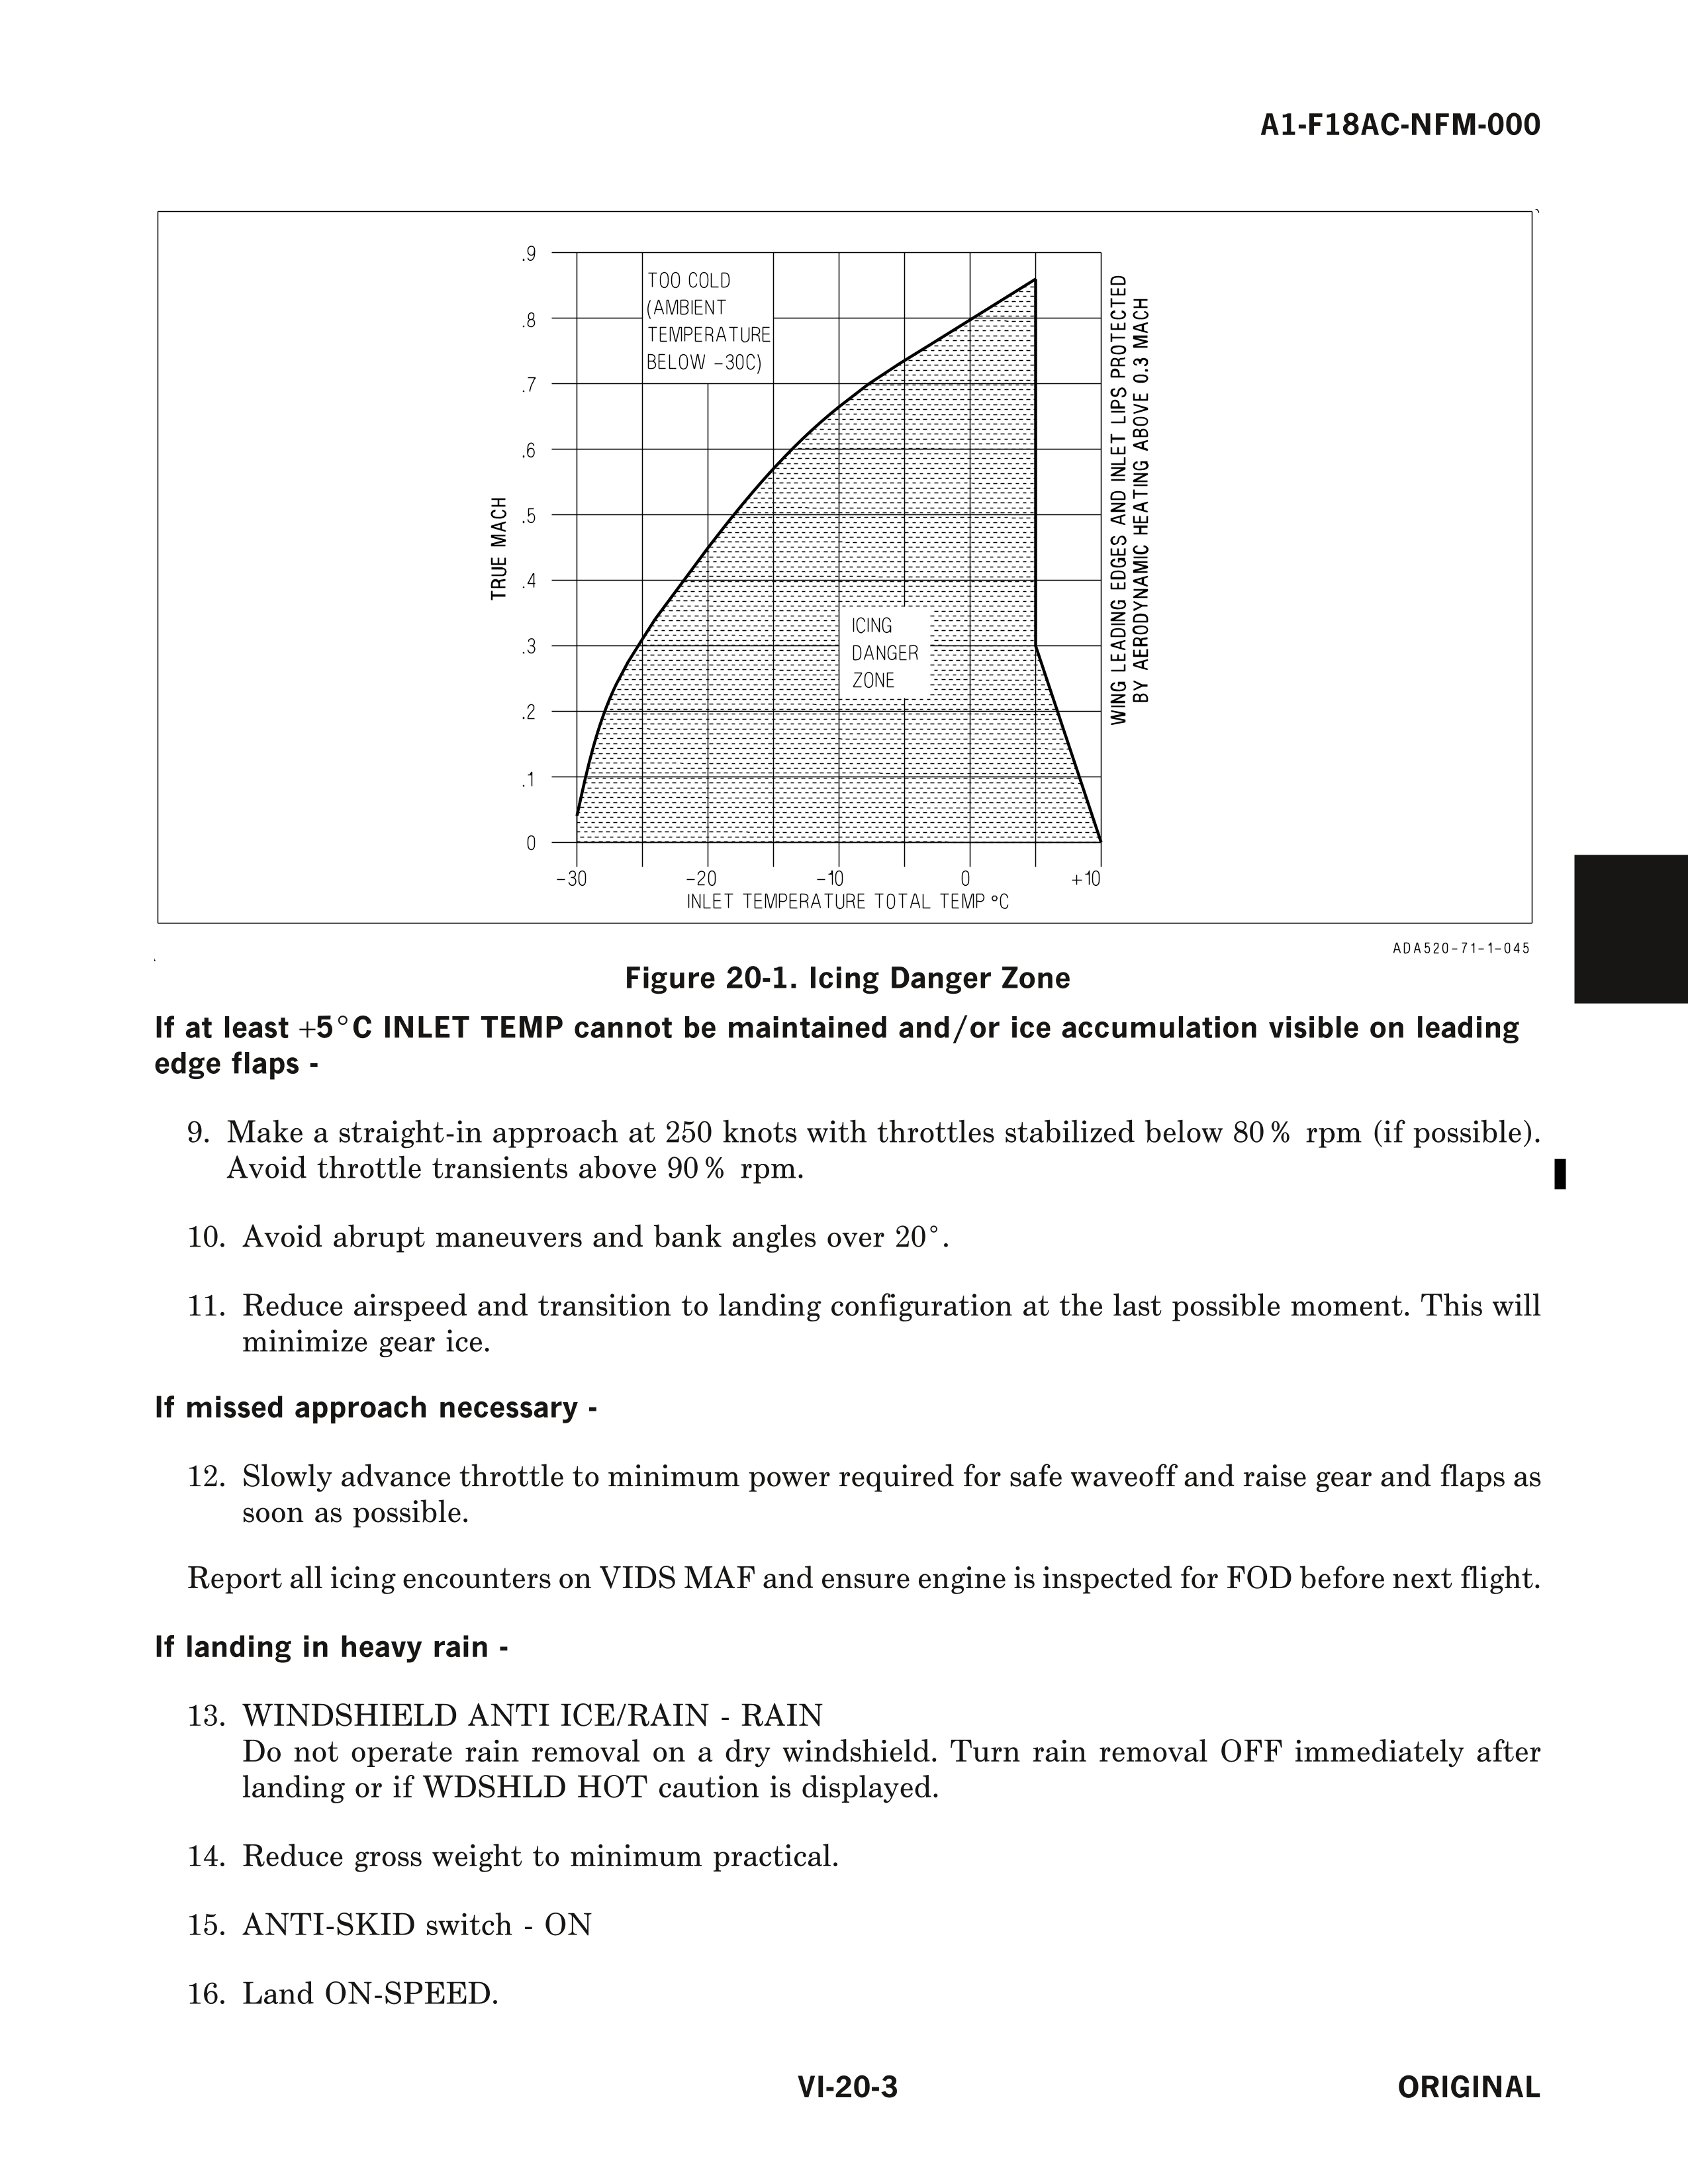 A1-F18AC-NFM-000
.9
.8
.7
.6
.5
.4
.3
.2
.1
0
TRUE MACH
TOO COLD
(AMBIENT
TEMPERATURE
BELOW -30C)
ICING
DANGER
ZONE
WING LEADING EDGES AND INLET LIPS PROTECTED
BY AERODYNAMIC HEATING ABOVE 0.3 MACH
-30 -20 -10 0 +10
INLET TEMPERATURE TOTAL TEMP °C
ADA520-71-1-045
Figure 20-1. Icing Danger Zone
If at least +5°C INLET TEMP cannot be maintained and/or ice accumulation visible on leading
edge flaps -
9. Make a straight-in approach at 250 knots with throttles stabilized below 80% rpm (if possible).
Avoid throttle transients above 90% rpm.
10. Avoid abrupt maneuvers and bank angles over 20°.
11. Reduce airspeed and transition to landing configuration at the last possible moment. This will
minimize gear ice.
If missed approach necessary -
12. Slowly advance throttle to minimum power required for safe waveoff and raise gear and flaps as
soon as possible.
Report all icing encounters on VIDS MAF and ensure engine is inspected for FOD before next flight.
If landing in heavy rain -
13. WINDSHIELD ANTI ICE/RAIN - RAIN
Do not operate rain removal on a dry windshield. Turn rain removal OFF immediately after
landing or if WDSHLD HOT caution is displayed.
14. Reduce gross weight to minimum practical.
15. ANTI-SKID switch - ON
16. Land ON-SPEED.
VI-20-3
ORIGINAL